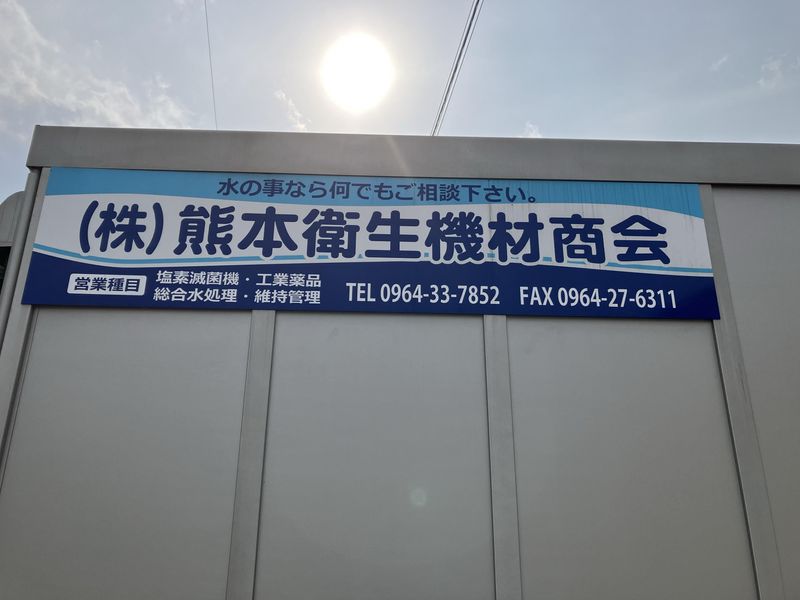 水の事なら何でもご相談下さい。
(株)熊本衛生機材商会
営業種目
塩素滅菌機・工業薬品
総合水処理・維持管理
TEL 0964-33-7852 FAX 0964-27-6311